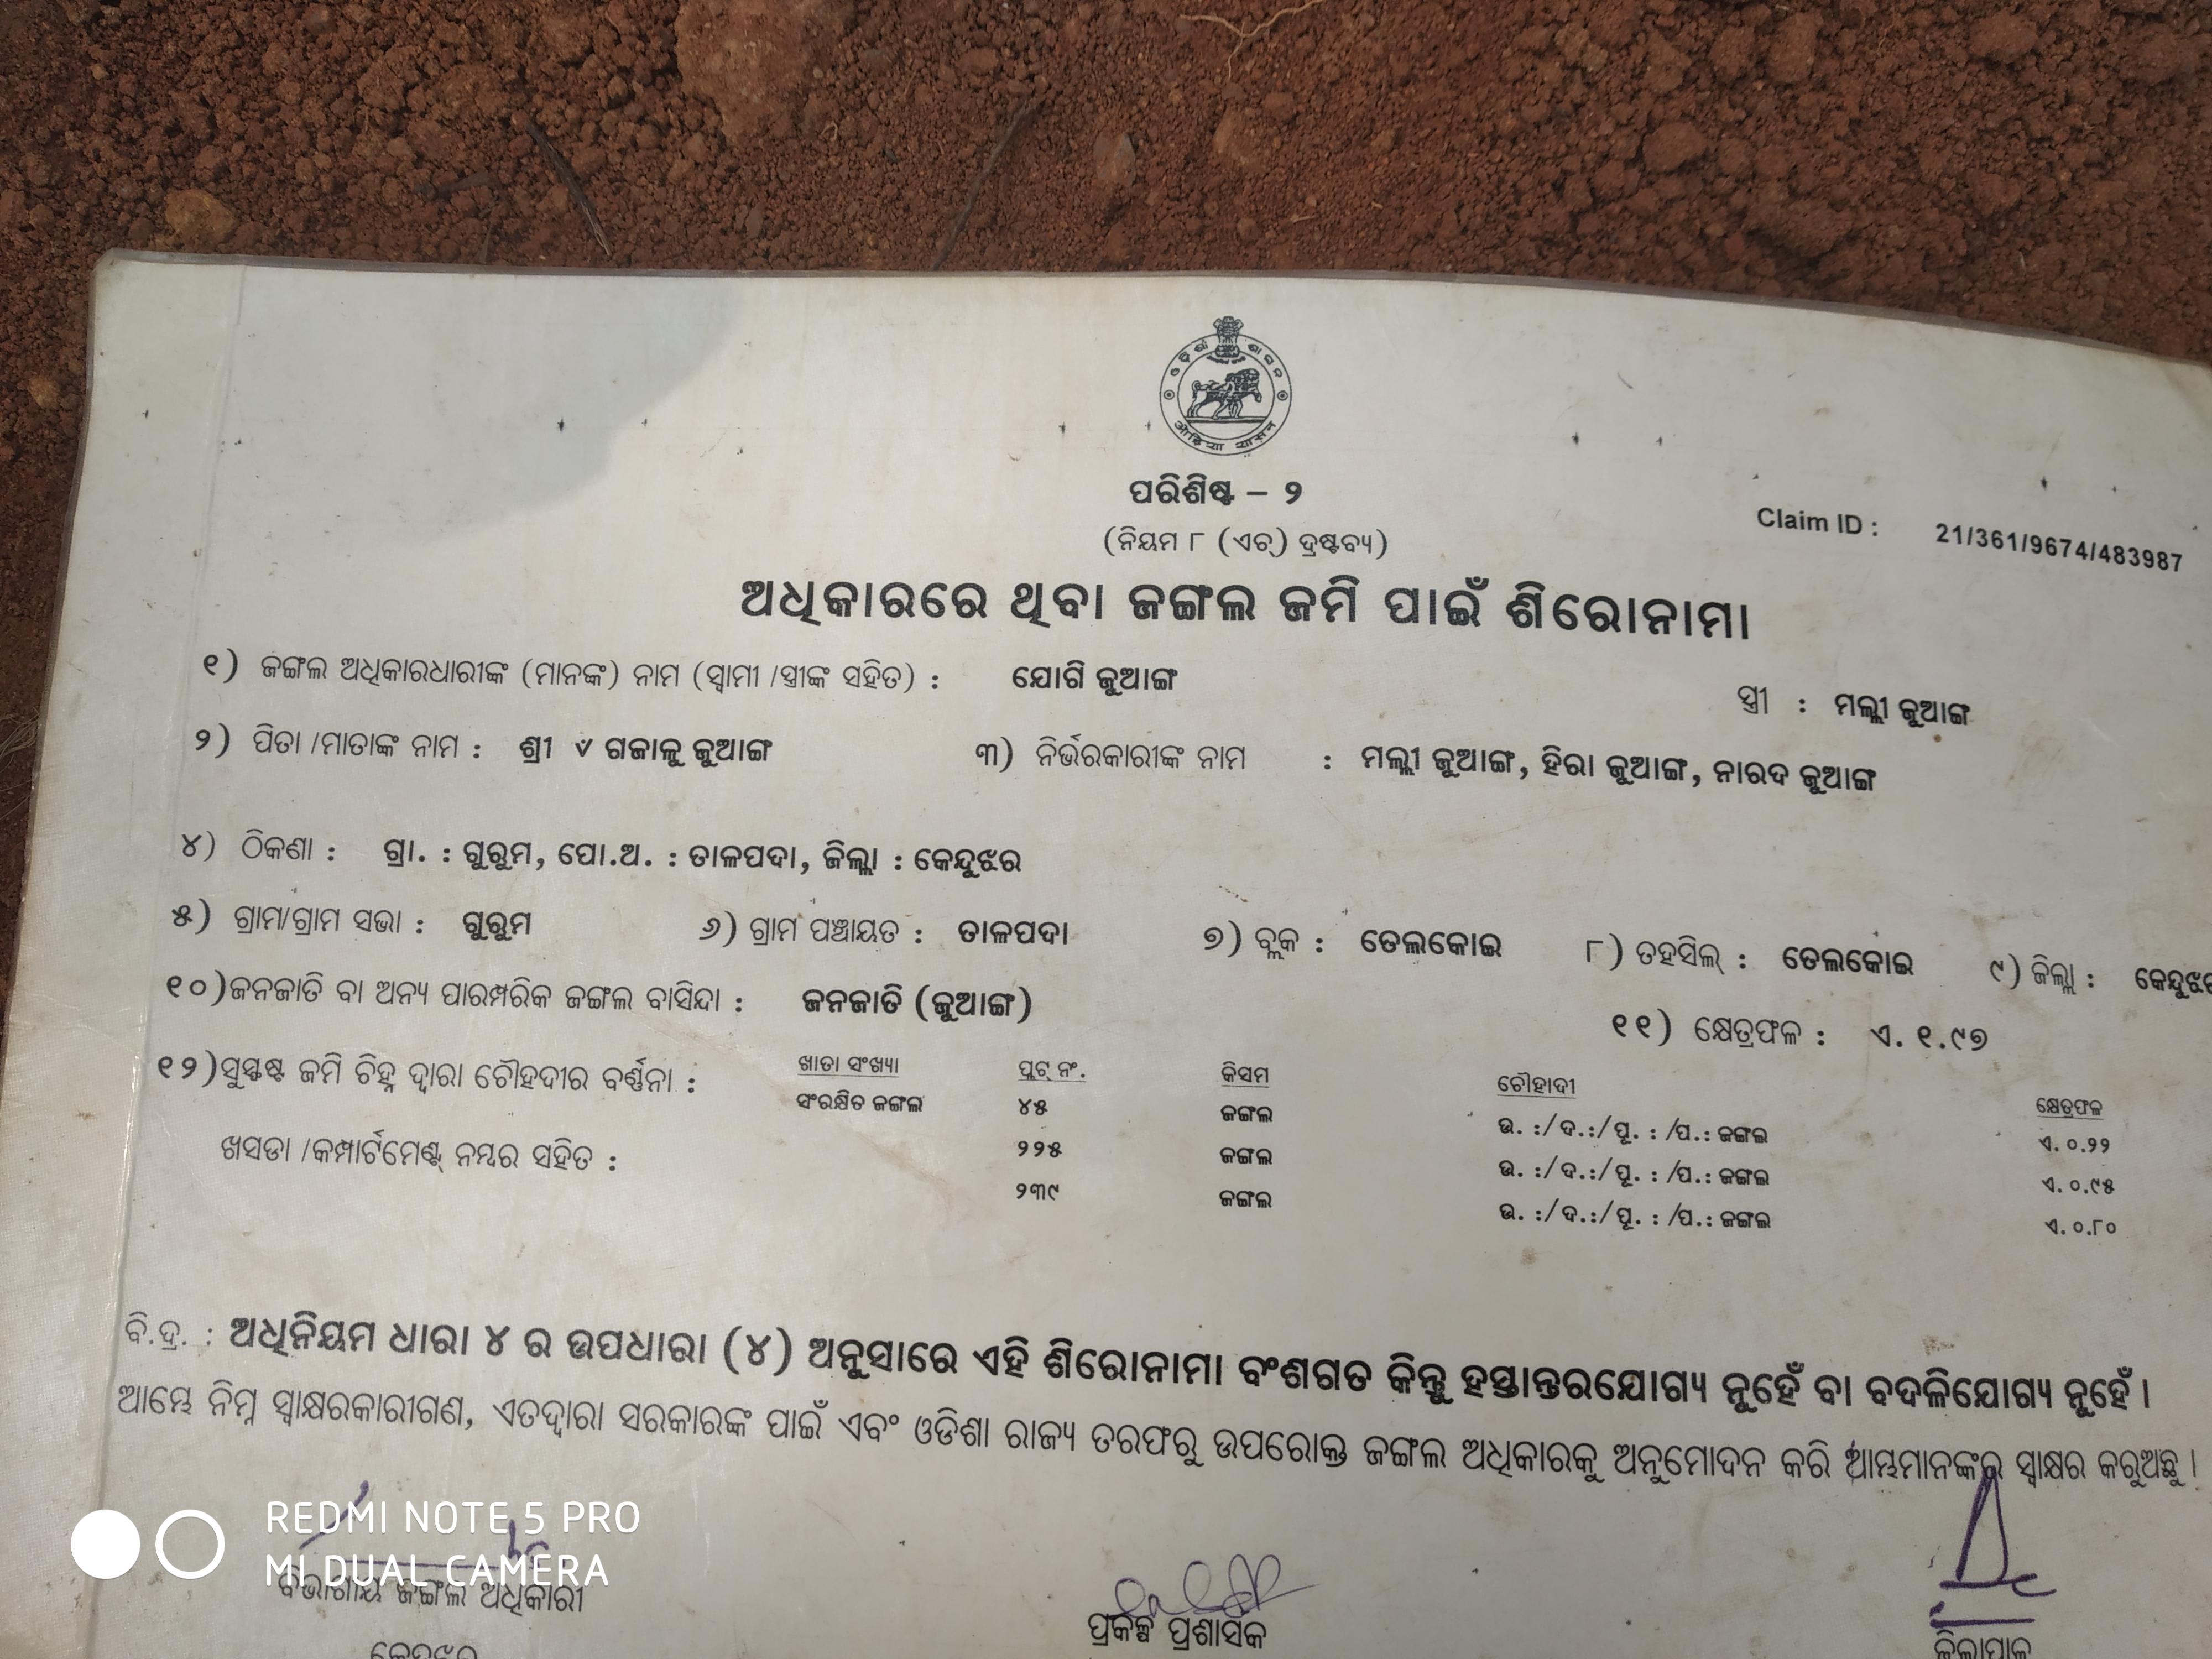 ଓଡ଼ିଶା ଶାସନ
ओड़िशा शासन
ପରିଶିଷ୍ଟ – ୨
(ନିୟମ ୮ (ଏଚ୍) ଦ୍ରଷ୍ଟବ୍ୟ)
Claim ID : 21/361/9674/483987
ଅଧିକାରରେ ଥିବା ଜଙ୍ଗଲ ଜମି ପାଇଁ ଶିରୋନାମା
୧) ଜଙ୍ଗଲ ଅଧିକାରଧାରୀଙ୍କ (ମାନଙ୍କ) ନାମ (ସ୍ୱାମୀ /ସ୍ତ୍ରୀଙ୍କ ସହିତ) : ଯୋଗି ଜୁଆଙ୍ଗ ସ୍ତ୍ରୀ : ମଲ୍ଲୀ ଜୁଆଙ୍ଗ
୨) ପିତା /ମାତାଙ୍କ ନାମ : ଶ୍ରୀ ଗଜାଳୁ ଜୁଆଙ୍ଗ ୩) ନିର୍ଭରକାରୀଙ୍କ ନାମ : ମଲ୍ଲୀ ଜୁଆଙ୍ଗ, ହିରା ଜୁଆଙ୍ଗ, ନାରଦ ଜୁଆଙ୍ଗ
୪) ଠିକଣା : ଗ୍ରା. : ଗୁରୁମ, ପୋ.ଅ. : ତାଳପଦା, ଜିଲ୍ଲା : କେନ୍ଦୁଝର
୫) ଗ୍ରାମ/ଗ୍ରାମ ସଭା : ଗୁରୁମ ୬) ଗ୍ରାମ ପଞ୍ଚାୟତ : ତାଳପଦା ୭) ବ୍ଲକ : ତେଲକୋଇ ୮) ତହସିଲ୍ : ତେଲକୋଇ ୯) ଜିଲ୍ଲା : କେନ୍ଦୁଝର
୧୦) ଜନଜାତି ବା ଅନ୍ୟ ପାରମ୍ପରିକ ଜଙ୍ଗଲ ବାସିନ୍ଦା : ଜନଜାତି (ଜୁଆଙ୍ଗ) ୧୧) କ୍ଷେତ୍ରଫଳ : ଏ. ୧.୯୭
୧୨) ସୁସ୍ପଷ୍ଟ ଜମି ଚିହ୍ନ ଦ୍ୱାରା ଚୌହଦୀର ବର୍ଣ୍ଣନା : ଖାତା ସଂଖ୍ୟା ପ୍ଲଟ୍ ନଂ. କିସମ ଚୌହାଦୀ କ୍ଷେତ୍ରଫଳ
ସଂରକ୍ଷିତ ଜଙ୍ଗଲ ୪୫ ଜଙ୍ଗଲ ଉ. :/ ଦ.:/ ପୂ. : /ପ.: ଜଙ୍ଗଲ ଏ. ୦.୨୨
ଖସଡା /କମ୍ପାର୍ଟମେଣ୍ଟ୍ ନମ୍ବର ସହିତ : ୨୨୫ ଜଙ୍ଗଲ ଉ. :/ ଦ.:/ ପୂ. : /ପ.: ଜଙ୍ଗଲ ଏ. ୦.୯୫
୨୩୯ ଜଙ୍ଗଲ ଉ. :/ ଦ.:/ ପୂ. : /ପ.: ଜଙ୍ଗଲ ଏ. ୦.୮୦
ବି.ଦ୍ର. : ଅଧିନିୟମ ଧାରା ୪ ର ଉପଧାରା (୪) ଅନୁସାରେ ଏହି ଶିରୋନାମା ବଂଶଗତ କିନ୍ତୁ ହସ୍ତାନ୍ତରଯୋଗ୍ୟ ନୁହେଁ ବା ବଦଳିଯୋଗ୍ୟ ନୁହେଁ ।
ଆମ୍ଭେ ନିମ୍ନ ସ୍ୱାକ୍ଷରକାରୀଗଣ, ଏତଦ୍ୱାରା ସରକାରଙ୍କ ପାଇଁ ଏବଂ ଓଡିଶା ରାଜ୍ୟ ତରଫରୁ ଉପରୋକ୍ତ ଜଙ୍ଗଲ ଅଧିକାରକୁ ଅନୁମୋଦନ କରି ଆମ୍ଭମାନଙ୍କର ସ୍ୱାକ୍ଷର କରୁଅଛୁ ।
REDMI NOTE 5 PRO
MI DUAL CAMERA
ବିଭାଗୀୟ ଜଙ୍ଗଲ ଅଧିକାରୀ ପ୍ରକଳ୍ପ ପ୍ରଶାସକ ଜିଲ୍ଲାପାଳ
କେନ୍ଦୁଝର